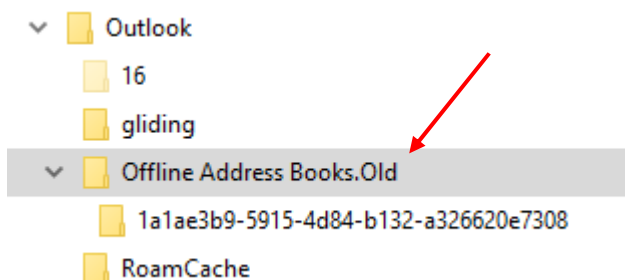 Outlook
16
gliding
Offline Address Books.Old
1a1ae3b9-5915-4d84-b132-a326620e7308
RoamCache